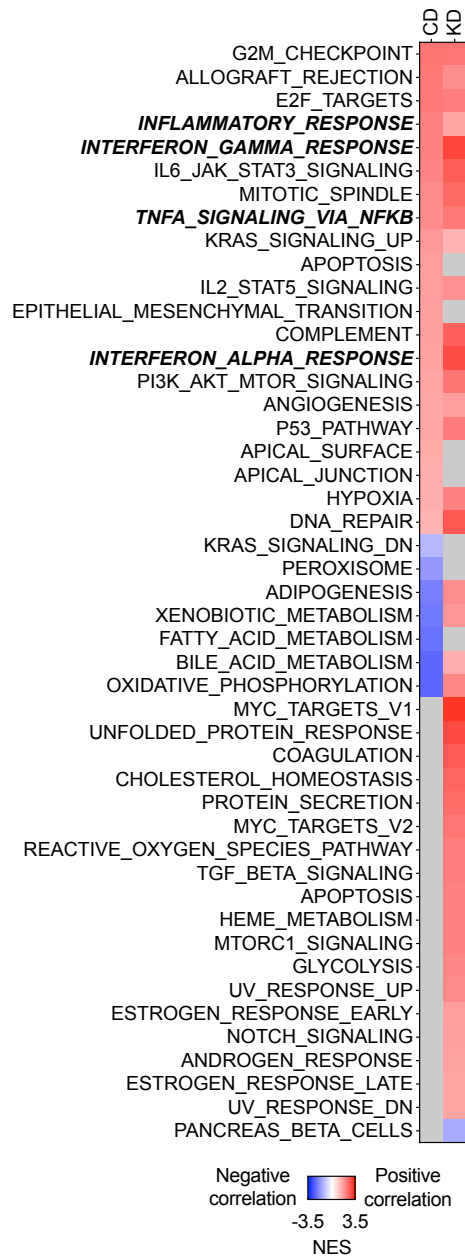 CD KD
G2M_CHECKPOINT
ALLOGRAFT_REJECTION
E2F_TARGETS
INFLAMMATORY_RESPONSE
INTERFERON_GAMMA_RESPONSE
IL6_JAK_STAT3_SIGNALING
MITOTIC_SPINDLE
TNFA_SIGNALING_VIA_NFKB
KRAS_SIGNALING_UP
APOPTOSIS
IL2_STAT5_SIGNALING
EPITHELIAL_MESENCHYMAL_TRANSITION
COMPLEMENT
INTERFERON_ALPHA_RESPONSE
PI3K_AKT_MTOR_SIGNALING
ANGIOGENESIS
P53_PATHWAY
APICAL_SURFACE
APICAL_JUNCTION
HYPOXIA
DNA_REPAIR
KRAS_SIGNALING_DN
PEROXISOME
ADIPOGENESIS
XENOBIOTIC_METABOLISM
FATTY_ACID_METABOLISM
BILE_ACID_METABOLISM
OXIDATIVE_PHOSPHORYLATION
MYC_TARGETS_V1
UNFOLDED_PROTEIN_RESPONSE
COAGULATION
CHOLESTEROL_HOMEOSTASIS
PROTEIN_SECRETION
MYC_TARGETS_V2
REACTIVE_OXYGEN_SPECIES_PATHWAY
TGF_BETA_SIGNALING
APOPTOSIS
HEME_METABOLISM
MTORC1_SIGNALING
GLYCOLYSIS
UV_RESPONSE_UP
ESTROGEN_RESPONSE_EARLY
NOTCH_SIGNALING
ANDROGEN_RESPONSE
ESTROGEN_RESPONSE_LATE
UV_RESPONSE_DN
PANCREAS_BETA_CELLS
Negative Positive
correlation correlation
-3.5 3.5
NES